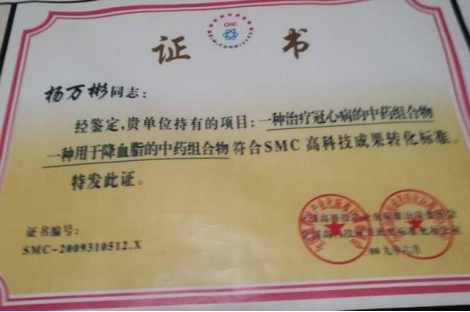 CHC
证 书
杨万彬同志：
经鉴定，贵单位持有的项目：一种治疗冠心病的中药组合物
一种用于降血脂的中药组合物 符合SMC 高科技成果转化标准。
特发此证。
证书编号：
SMC-2009310512.X